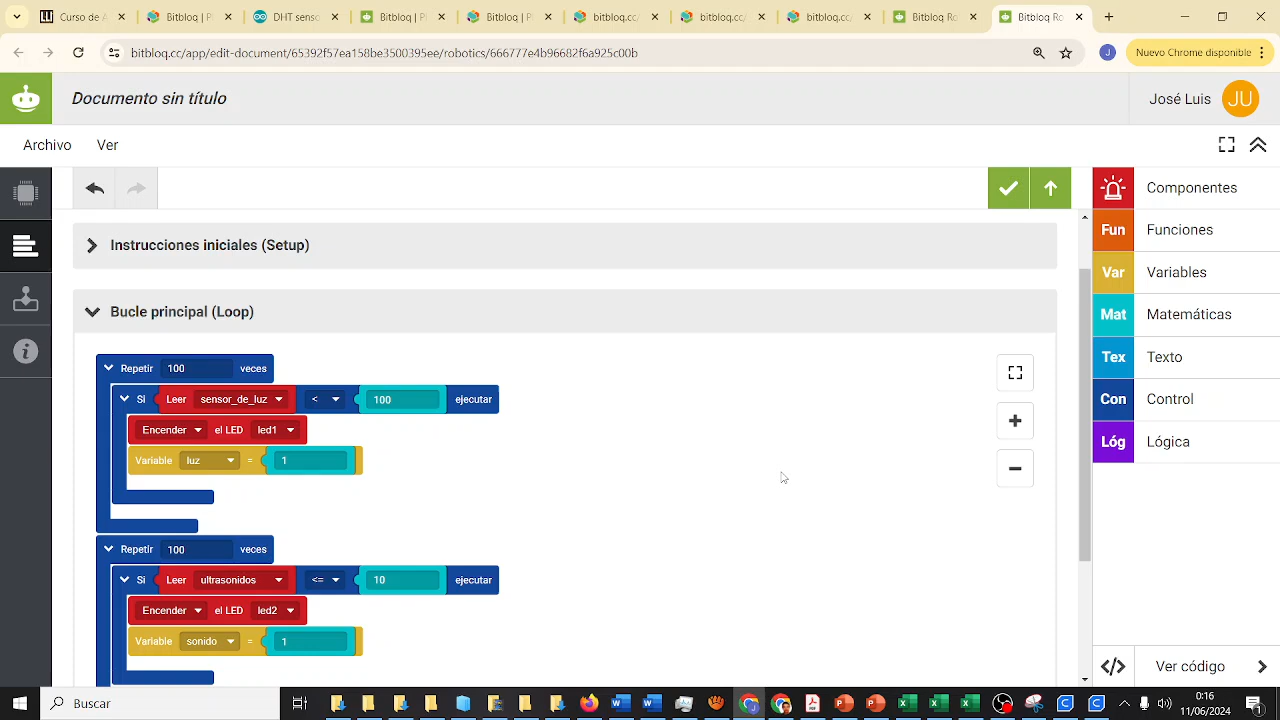 Curso de A
Bitbloq | Pl
DHT senso
Bitbloq | P
Bitbloq | P
bitbloq.cc
bitbloq.cc
bitbloq.cc/
Bitbloq Ro
Bitbloq Ro
bitbloq.cc/app/edit-document/65392f57ea158be3500395ee/robotics/666777e4b96682f6a925c00b
J
Nuevo Chrome disponible
Documento sin título
José Luis
JU
Archivo
Ver
Componentes
Instrucciones iniciales (Setup)
Fun
Funciones
Var
Variables
Bucle principal (Loop)
Mat
Matemáticas
Tex
Texto
Repetir 100 veces
Con
Control
Si Leer sensor_de_luz < 100 ejecutar
Encender el LED led1
Lóg
Lógica
Variable luz = 1
Repetir 100 veces
Si Leer ultrasonidos <= 10 ejecutar
Encender el LED led2
Variable sonido = 1
</> Ver código
Buscar
0:16
11/06/2024